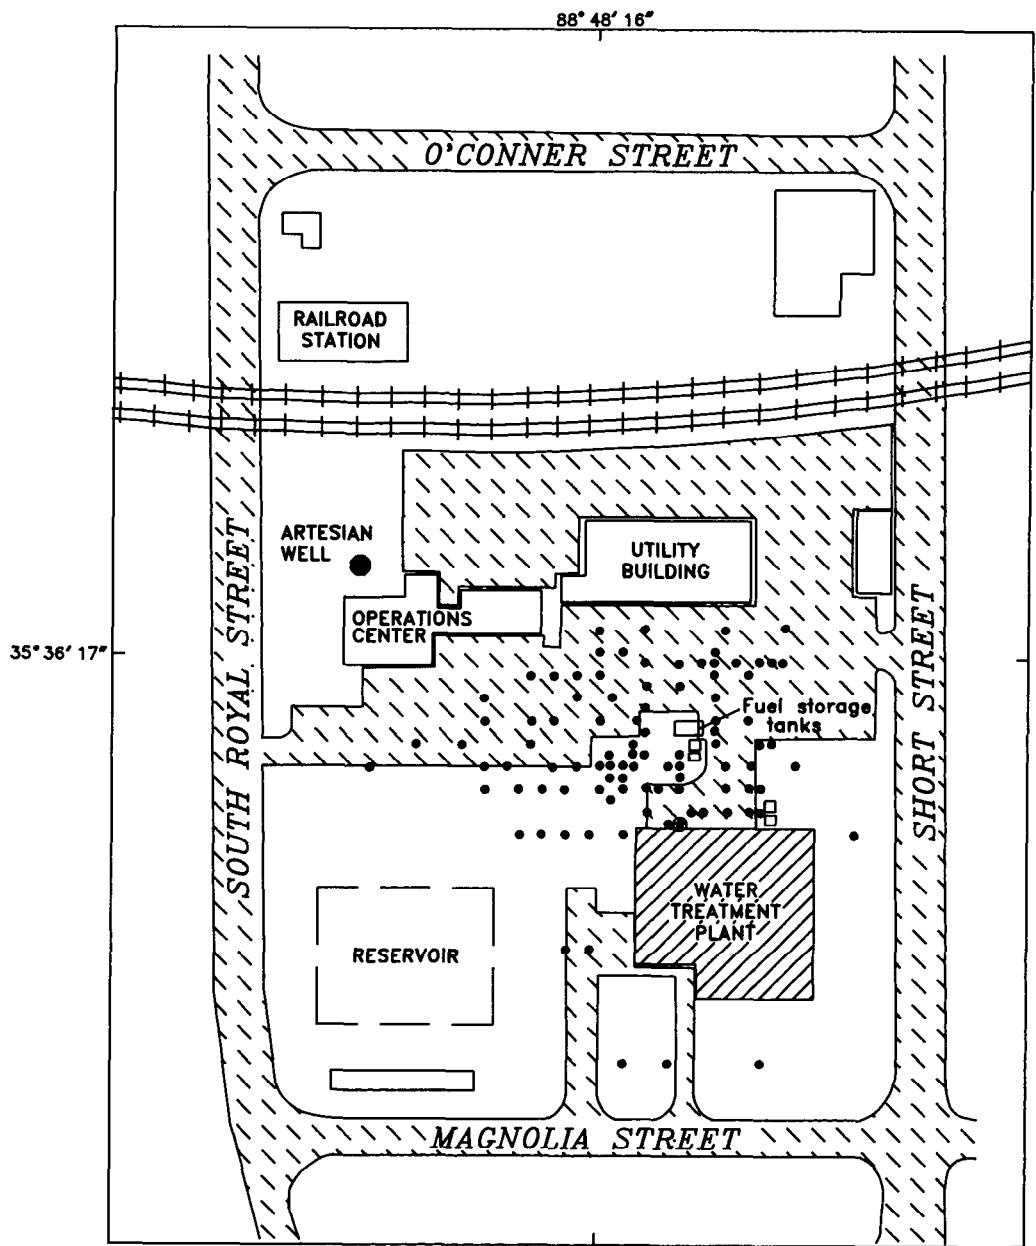 88° 48' 16"
O'CONNER STREET
RAILROAD
STATION
ARTESIAN
WELL
UTILITY
BUILDING
OPERATIONS
CENTER
35° 36' 17"
Fuel storage
tanks
SOUTH ROYAL STREET
SHORT STREET
WATER
TREATMENT
PLANT
RESERVOIR
MAGNOLIA STREET